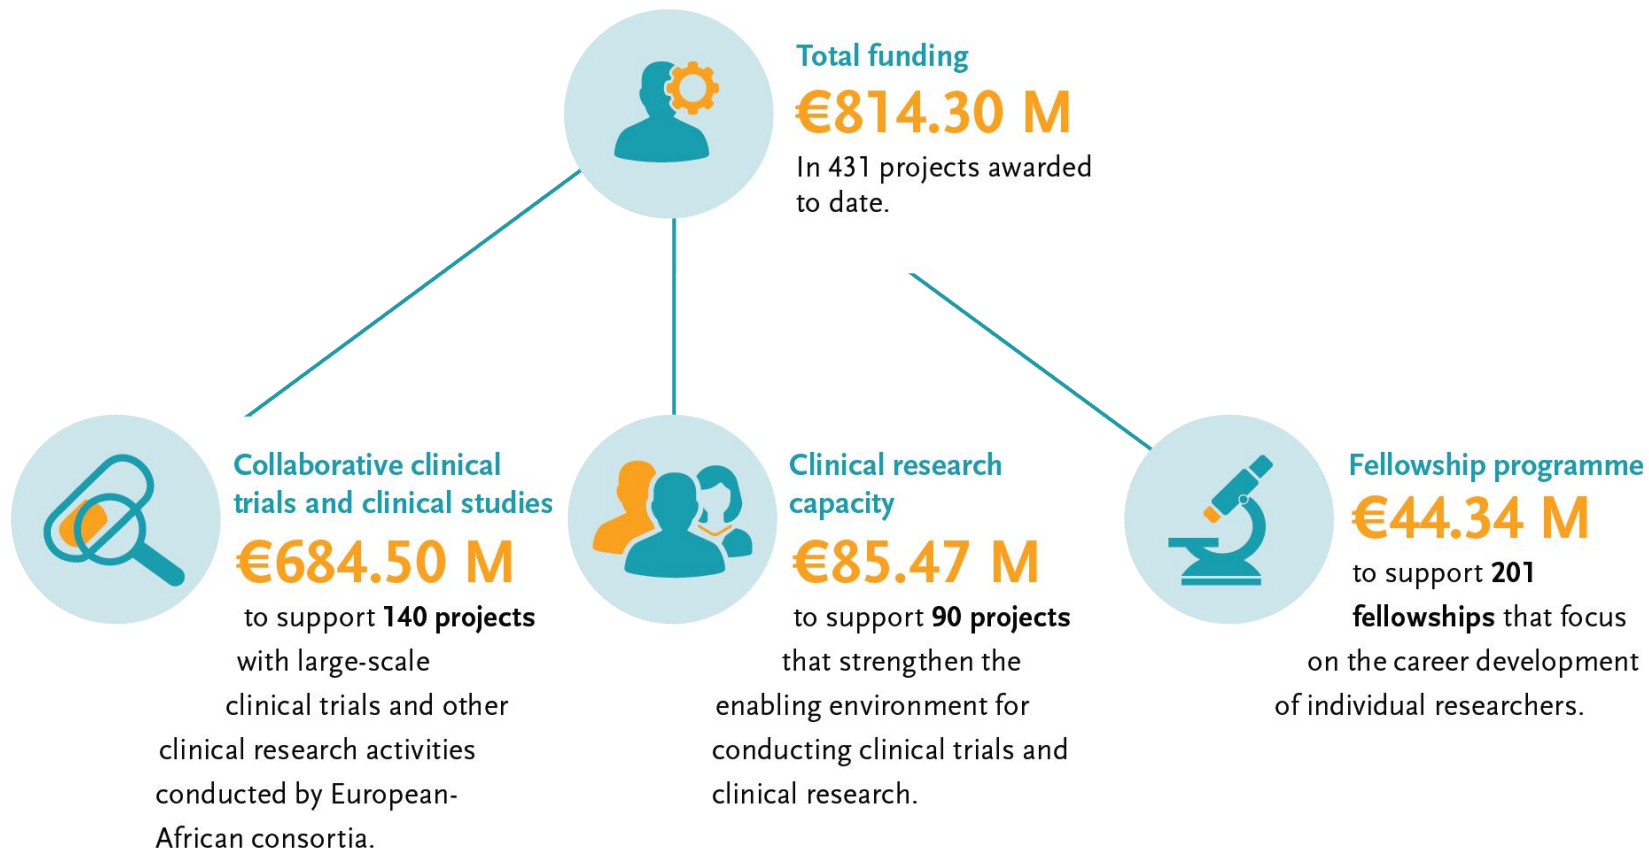 Total funding
€814.30 M
In 431 projects awarded
to date.
Collaborative clinical
trials and clinical studies
€684.50 M
to support 140 projects
with large-scale
clinical trials and other
clinical research activities
conducted by European-
African consortia.
Clinical research
capacity
€85.47 M
to support 90 projects
that strengthen the
enabling environment for
conducting clinical trials and
clinical research.
Fellowship programme
€44.34 M
to support 201
fellowships that focus
on the career development
of individual researchers.